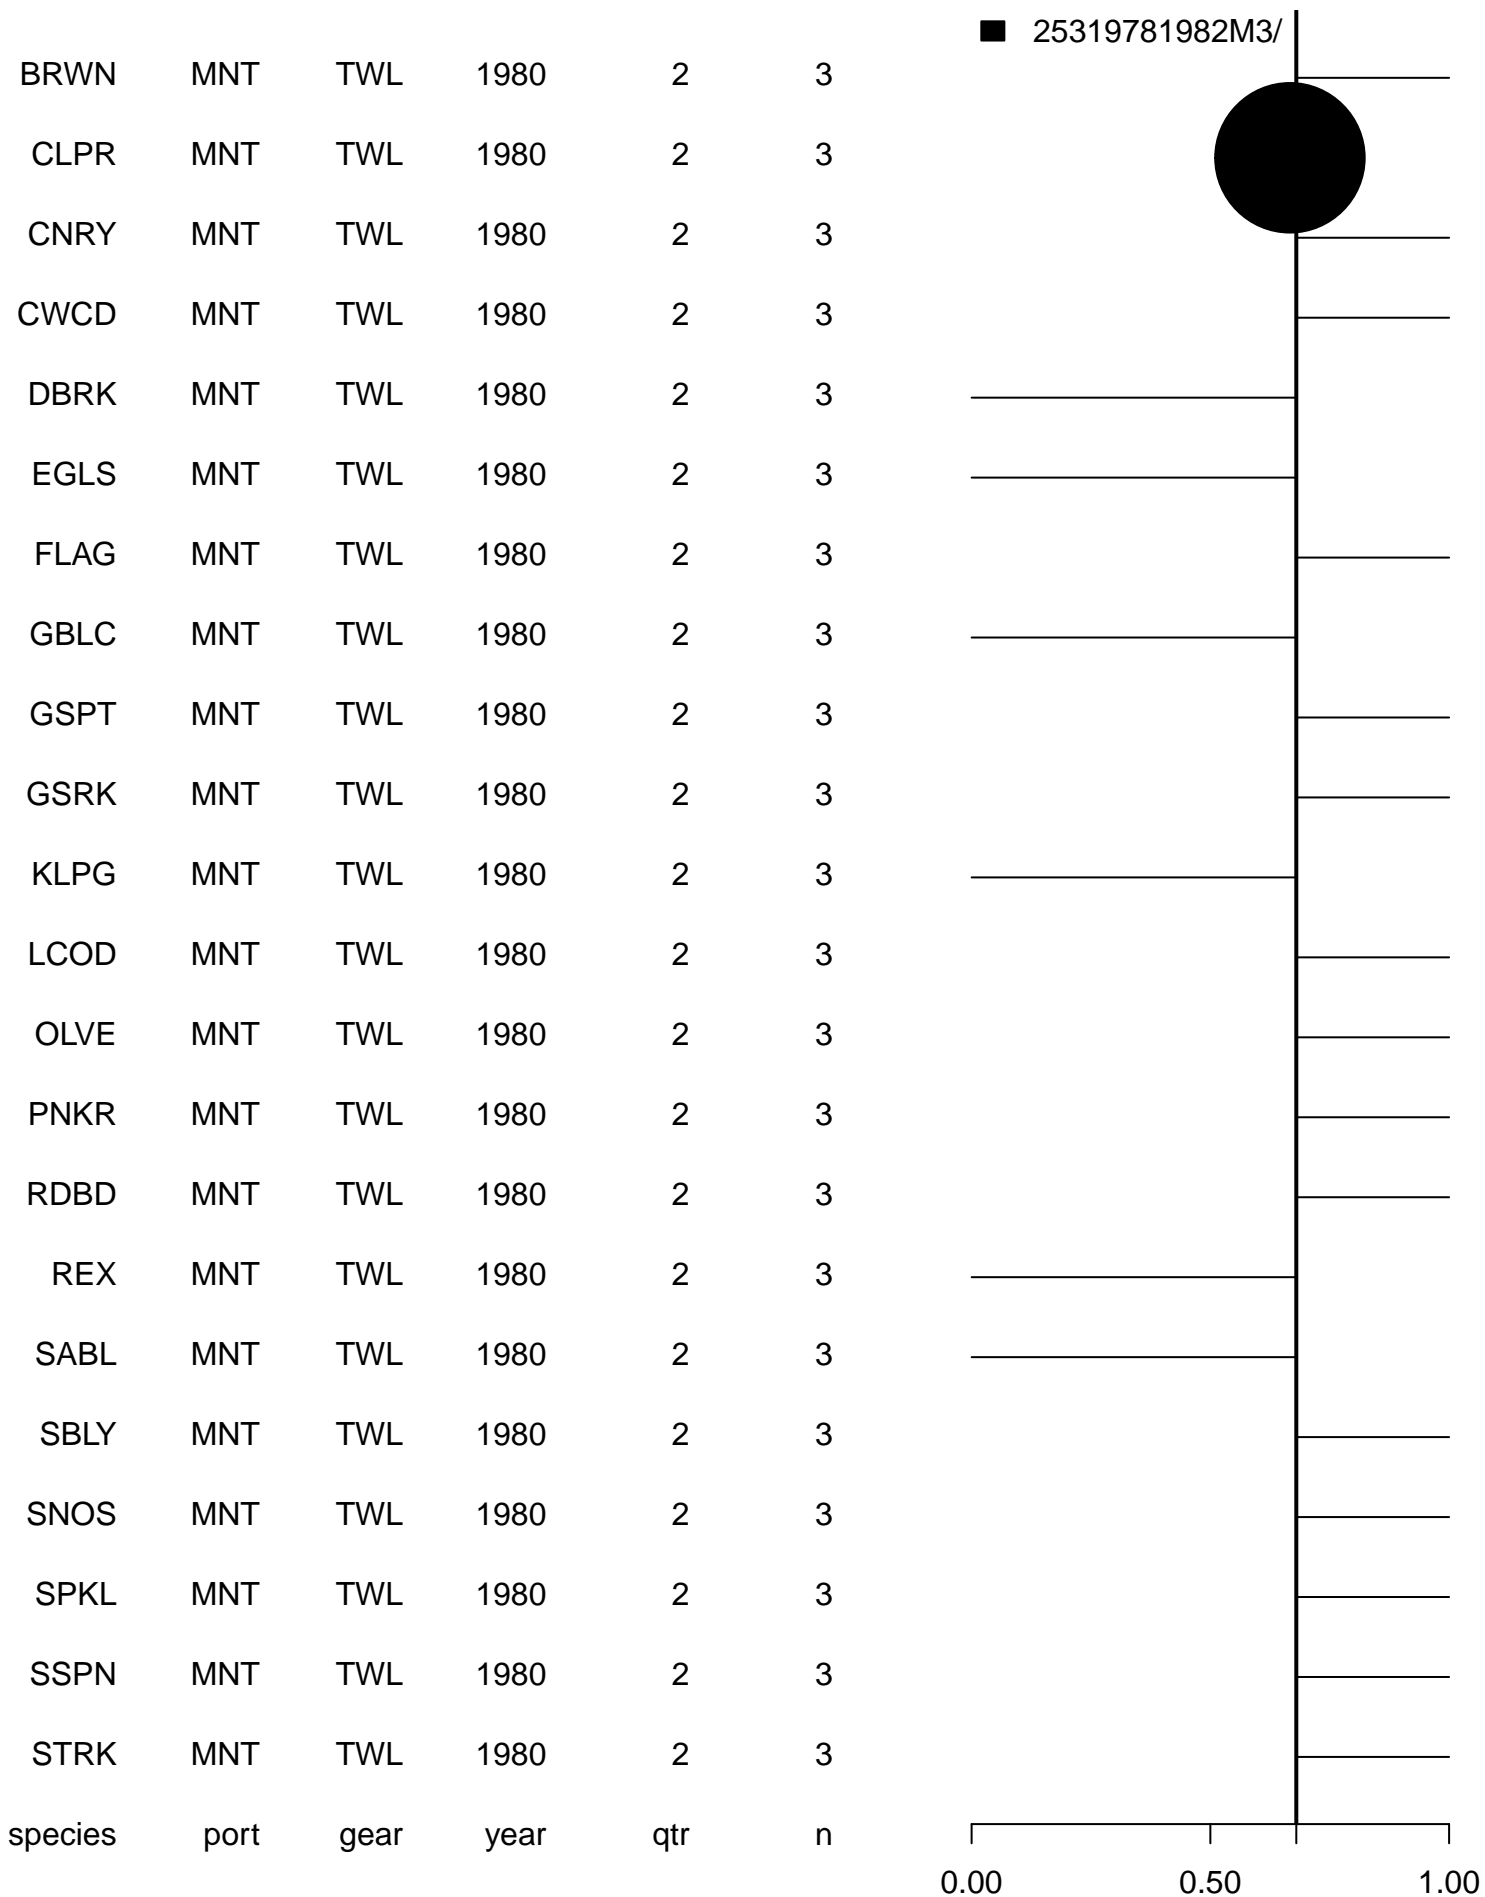 25319781982M3/
BRWN MNT TWL 1980 2 3
CLPR MNT TWL 1980 2 3
CNRY MNT TWL 1980 2 3
CWCD MNT TWL 1980 2 3
DBRK MNT TWL 1980 2 3
EGLS MNT TWL 1980 2 3
FLAG MNT TWL 1980 2 3
GBLC MNT TWL 1980 2 3
GSPT MNT TWL 1980 2 3
GSRK MNT TWL 1980 2 3
KLPG MNT TWL 1980 2 3
LCOD MNT TWL 1980 2 3
OLVE MNT TWL 1980 2 3
PNKR MNT TWL 1980 2 3
RDBD MNT TWL 1980 2 3
REX MNT TWL 1980 2 3
SABL MNT TWL 1980 2 3
SBLY MNT TWL 1980 2 3
SNOS MNT TWL 1980 2 3
SPKL MNT TWL 1980 2 3
SSPN MNT TWL 1980 2 3
STRK MNT TWL 1980 2 3
species port gear year qtr n
0.00 0.50 1.00